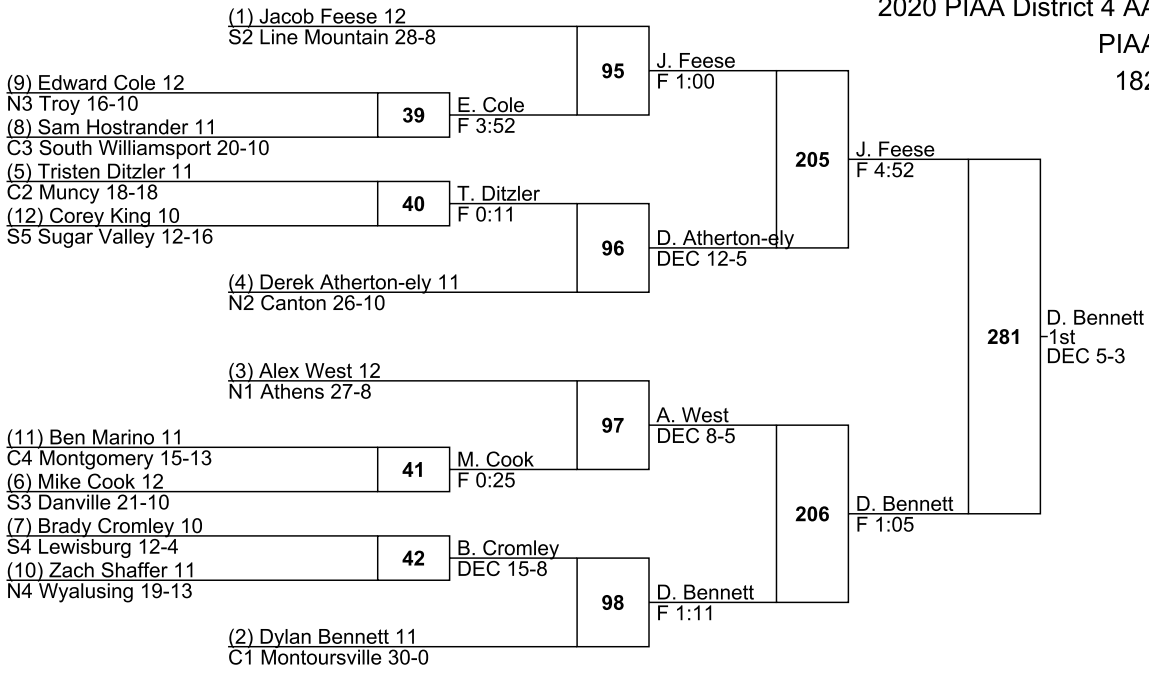 2020 PIAA District 4 AA
PIAA
182
(1) Jacob Feese 12
S2 Line Mountain 28-8
95
J. Feese
F 1:00
(9) Edward Cole 12
N3 Troy 16-10
39
E. Cole
F 3:52
(8) Sam Hostrander 11
C3 South Williamsport 20-10
205
J. Feese
F 4:52
(5) Tristen Ditzler 11
C2 Muncy 18-18
40
T. Ditzler
F 0:11
(12) Corey King 10
S5 Sugar Valley 12-16
96
D. Atherton-ely
DEC 12-5
(4) Derek Atherton-ely 11
N2 Canton 26-10
281
D. Bennett
1st
DEC 5-3
(3) Alex West 12
N1 Athens 27-8
97
A. West
DEC 8-5
(11) Ben Marino 11
C4 Montgomery 15-13
41
M. Cook
F 0:25
(6) Mike Cook 12
S3 Danville 21-10
206
D. Bennett
F 1:05
(7) Brady Cromley 10
S4 Lewisburg 12-4
42
B. Cromley
DEC 15-8
(10) Zach Shaffer 11
N4 Wyalusing 19-13
98
D. Bennett
F 1:11
(2) Dylan Bennett 11
C1 Montoursville 30-0